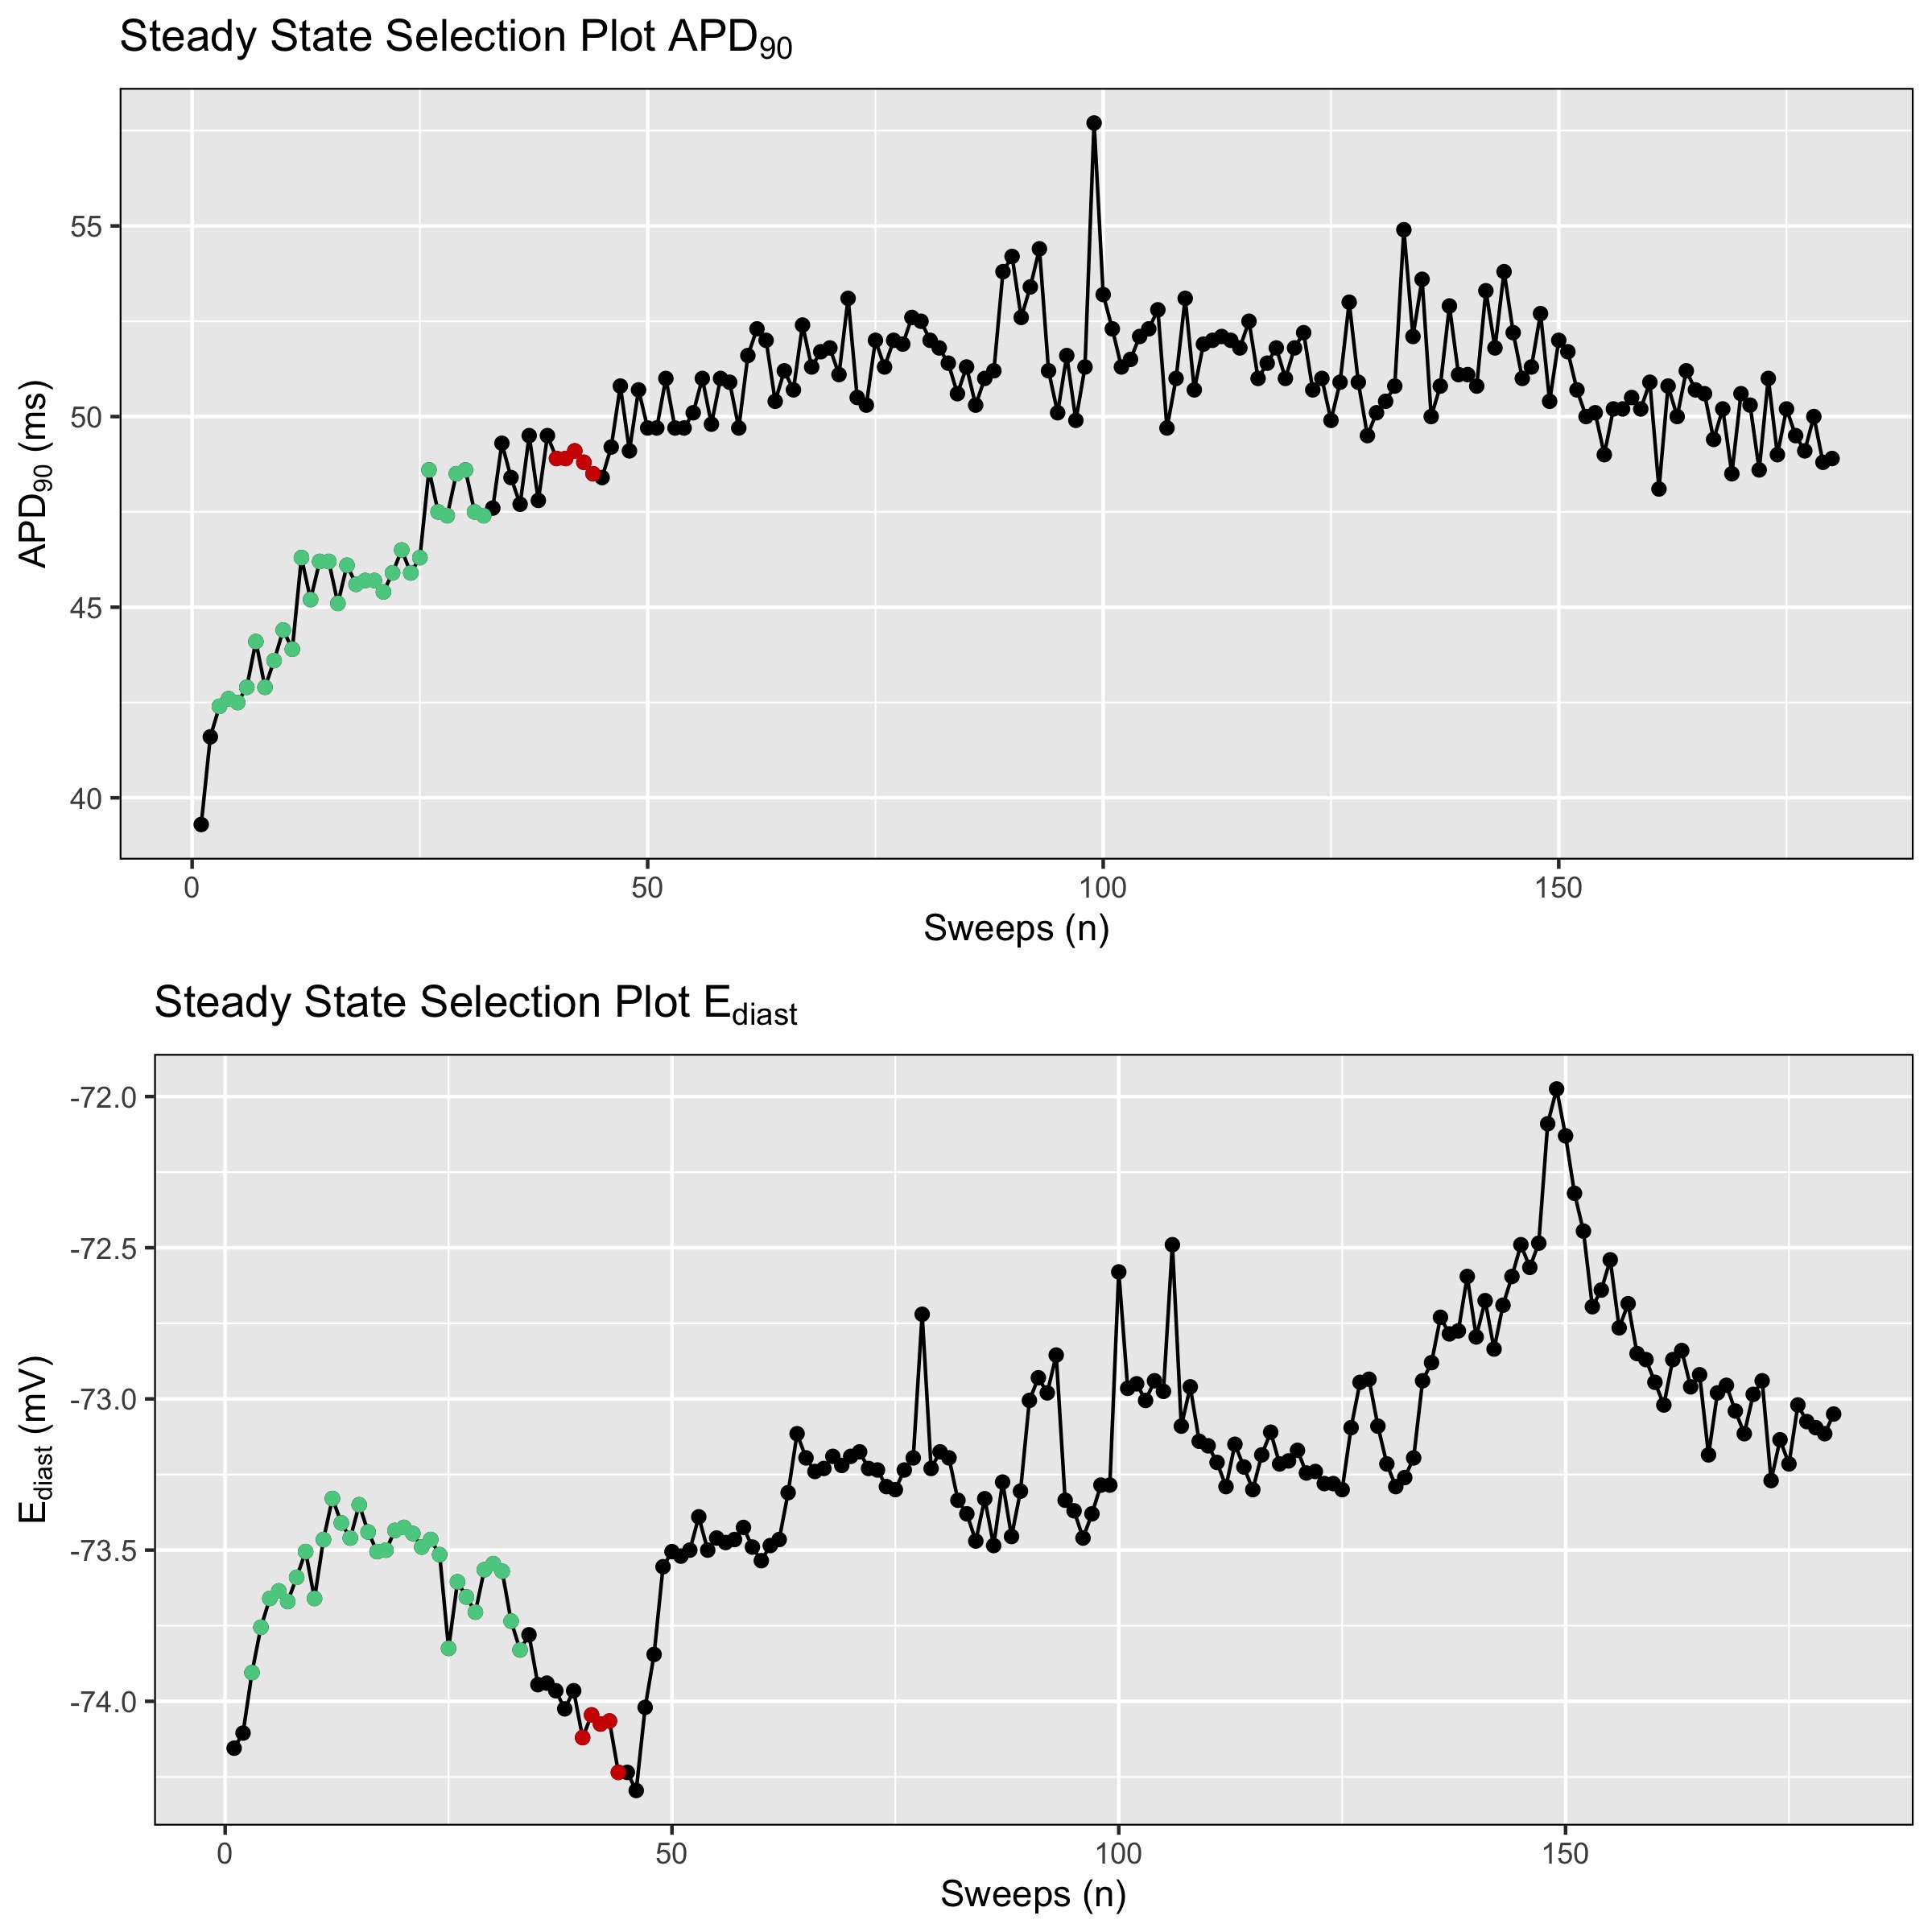 Steady State Selection Plot APD90
APD90 (ms)
55
50
45
40
0 50 100 150
Sweeps (n)
Steady State Selection Plot Ediast
Ediast (mV)
-72.0
-72.5
-73.0
-73.5
-74.0
0 50 100 150
Sweeps (n)